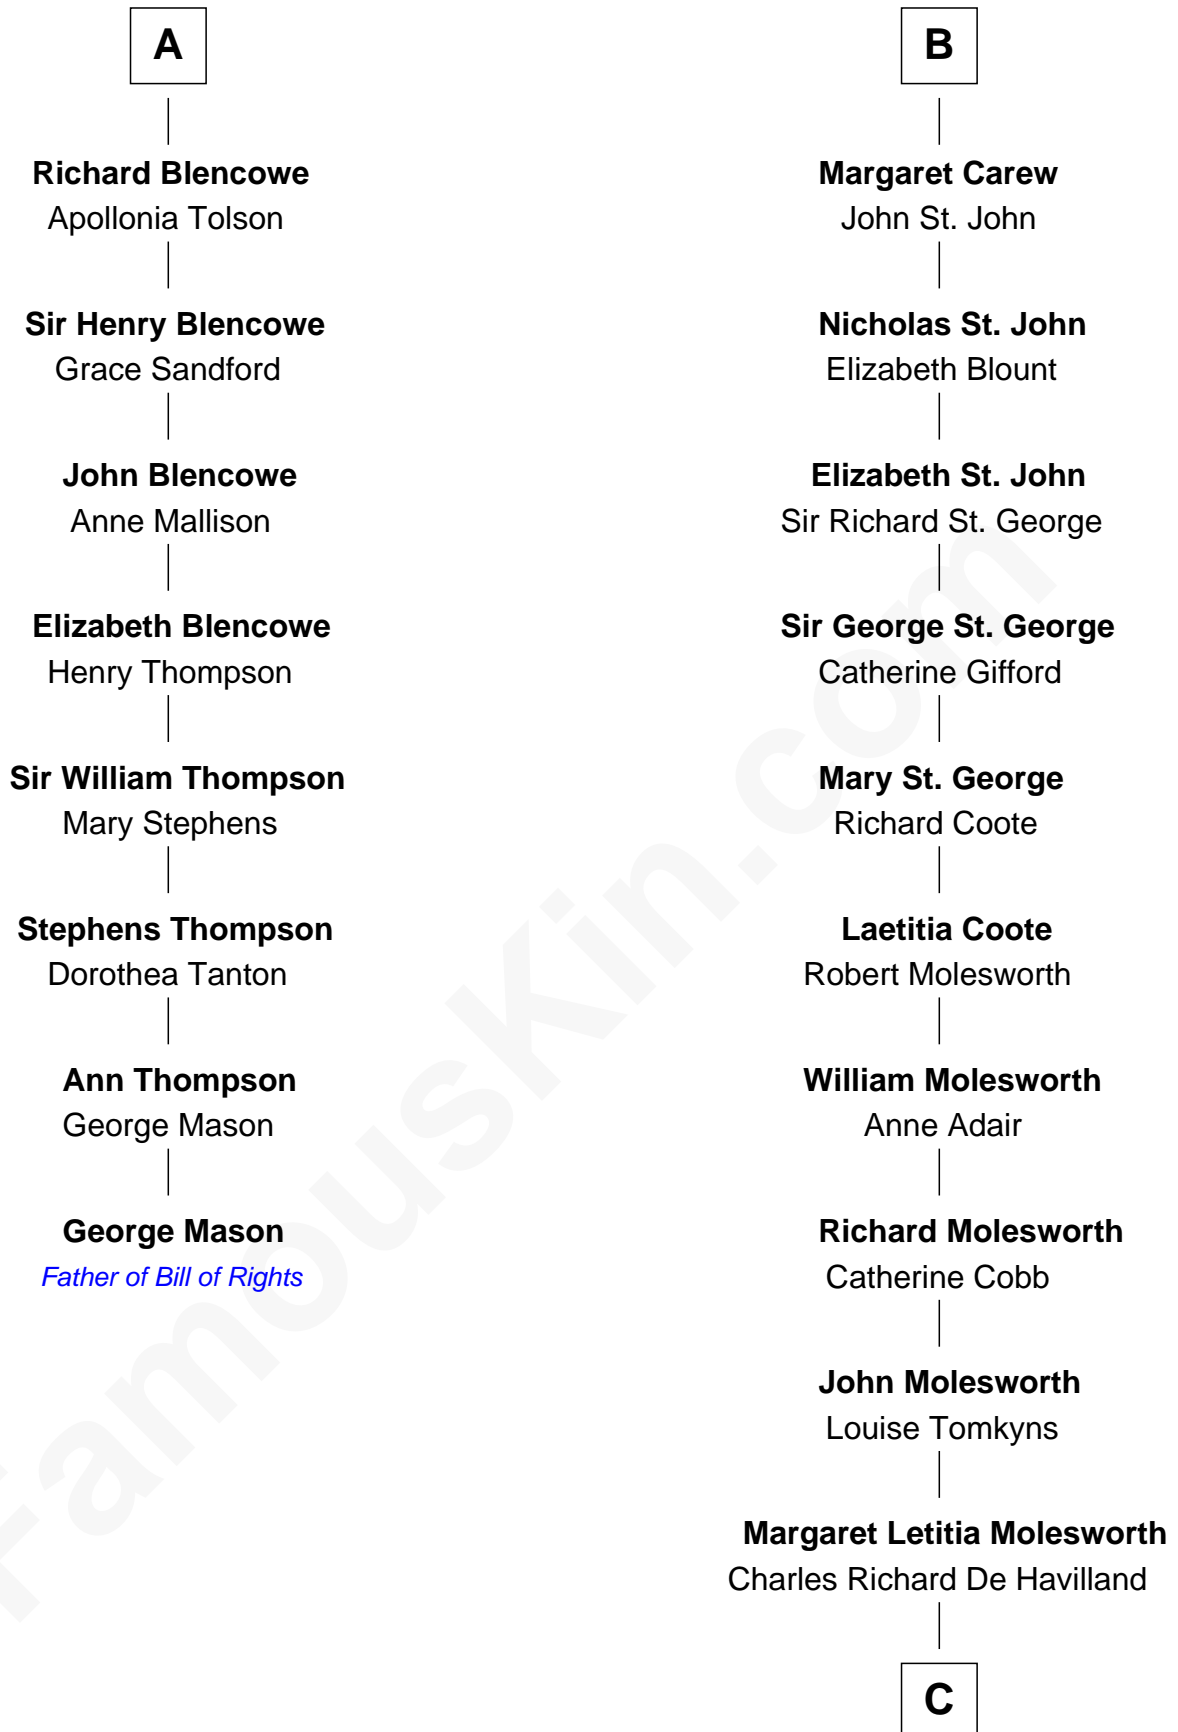 A
Richard Blencowe
Apollonia Tolson
Sir Henry Blencowe
Grace Sandford
John Blencowe
Anne Mallison
Elizabeth Blencowe
Henry Thompson
Sir William Thompson
Mary Stephens
Stephens Thompson
Dorothea Tanton
Ann Thompson
George Mason
George Mason
Father of Bill of Rights
B
Margaret Carew
John St. John
Nicholas St. John
Elizabeth Blount
Elizabeth St. John
Sir Richard St. George
Sir George St. George
Catherine Gifford
Mary St. George
Richard Coote
Laetitia Coote
Robert Molesworth
William Molesworth
Anne Adair
Richard Molesworth
Catherine Cobb
John Molesworth
Louise Tomkyns
Margaret Letitia Molesworth
Charles Richard De Havilland
C
FamousKin.com